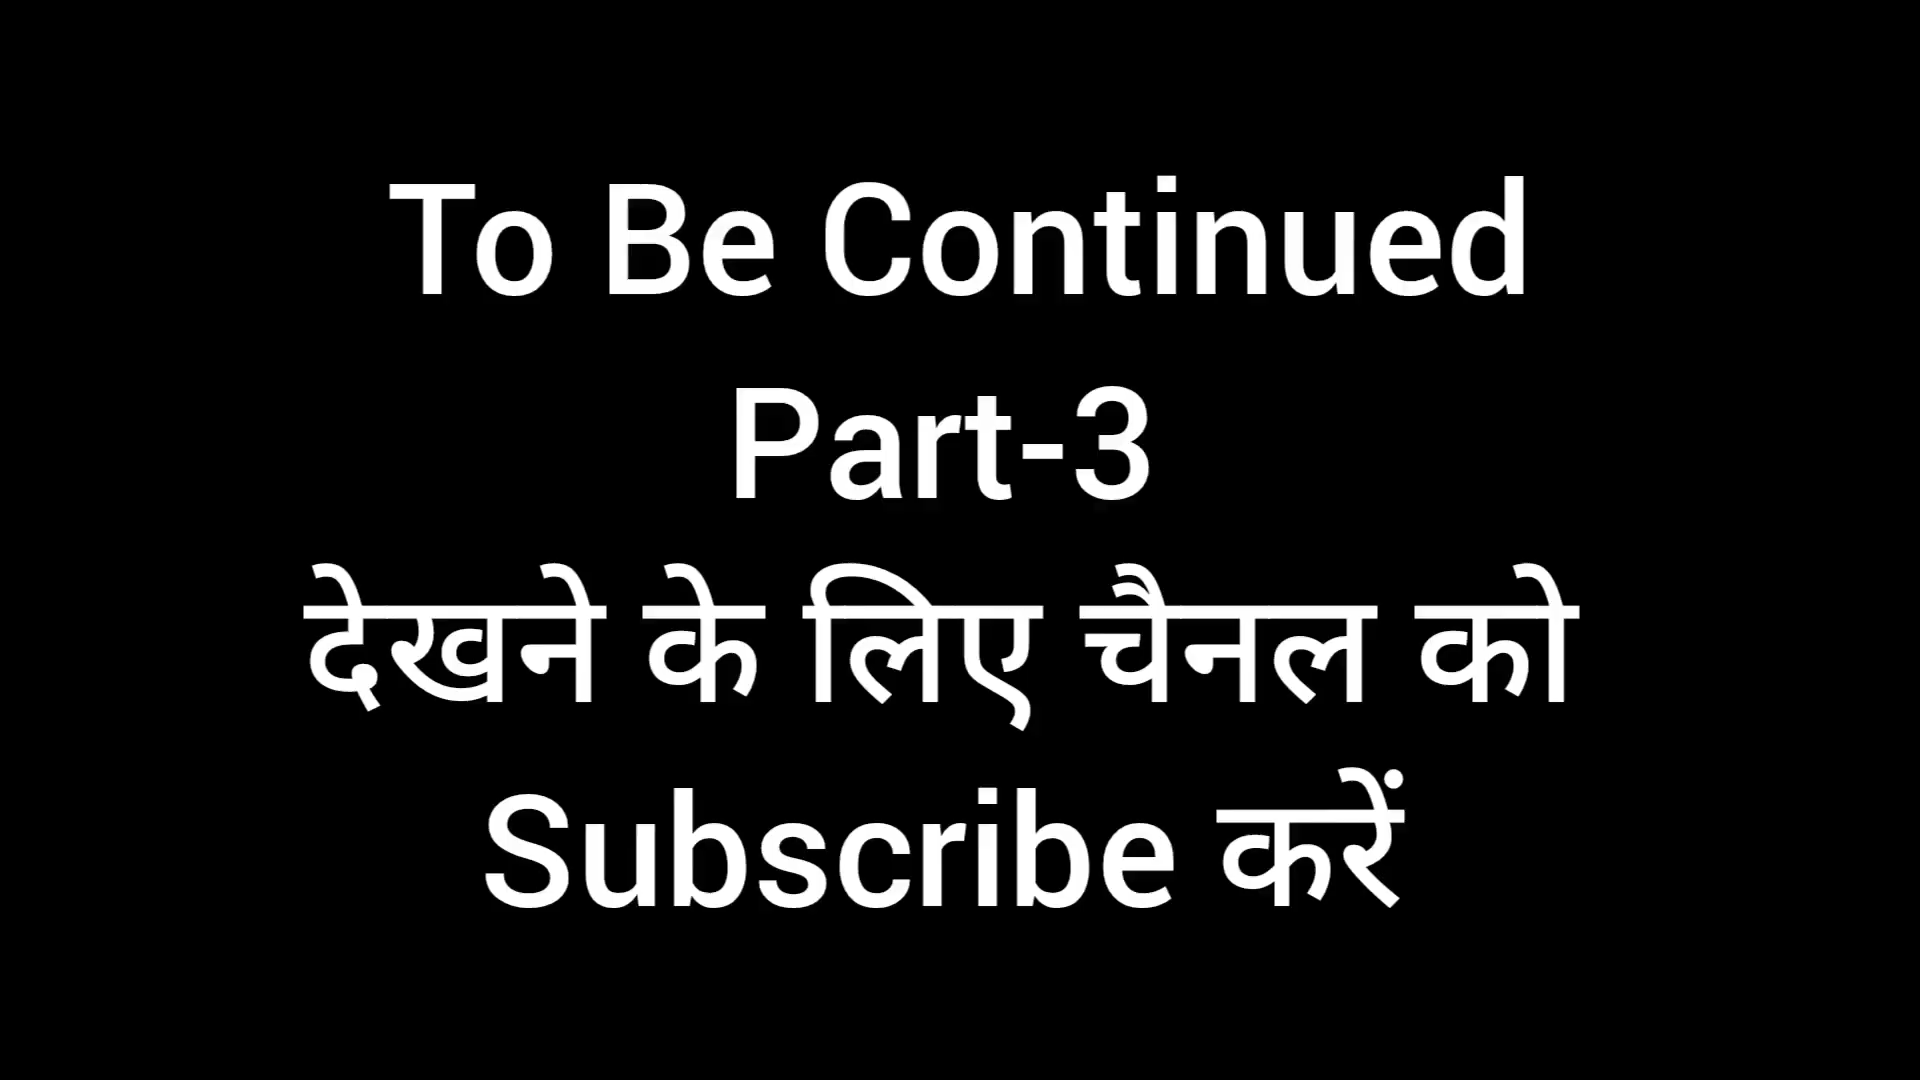 To Be Continued
Part-3
देखने के लिए चैनल को
Subscribe करें